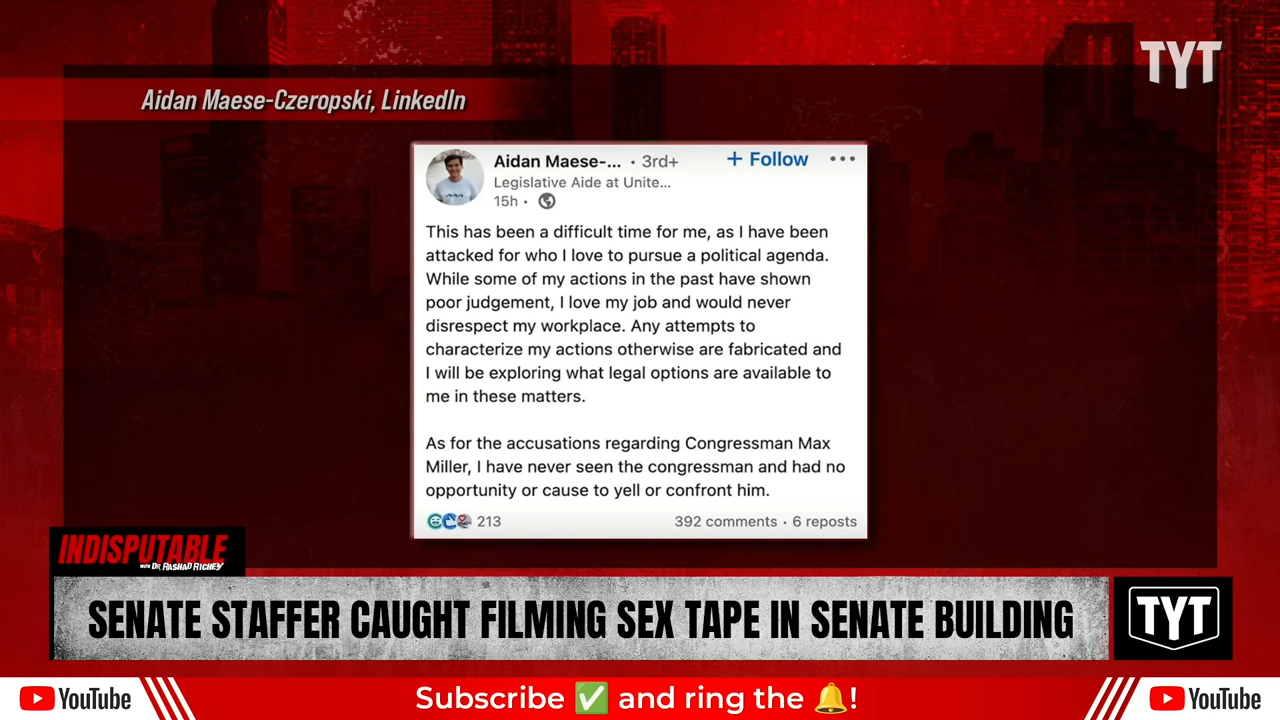 TYT
Aidan Maese-Czeropski, LinkedIn
Aidan Maese-... • 3rd+
+ Follow
Legislative Aide at Unite...
15h •
This has been a difficult time for me, as I have been
attacked for who I love to pursue a political agenda.
While some of my actions in the past have shown
poor judgement, I love my job and would never
disrespect my workplace. Any attempts to
characterize my actions otherwise are fabricated and
I will be exploring what legal options are available to
me in these matters.
As for the accusations regarding Congressman Max
Miller, I have never seen the congressman and had no
opportunity or cause to yell or confront him.
213
392 comments • 6 reposts
INDISPUTABLE
WITH DR. RASHAD RICHEY
SENATE STAFFER CAUGHT FILMING SEX TAPE IN SENATE BUILDING
TYT
YouTube
Subscribe ✅ and ring the 🔔!
YouTube